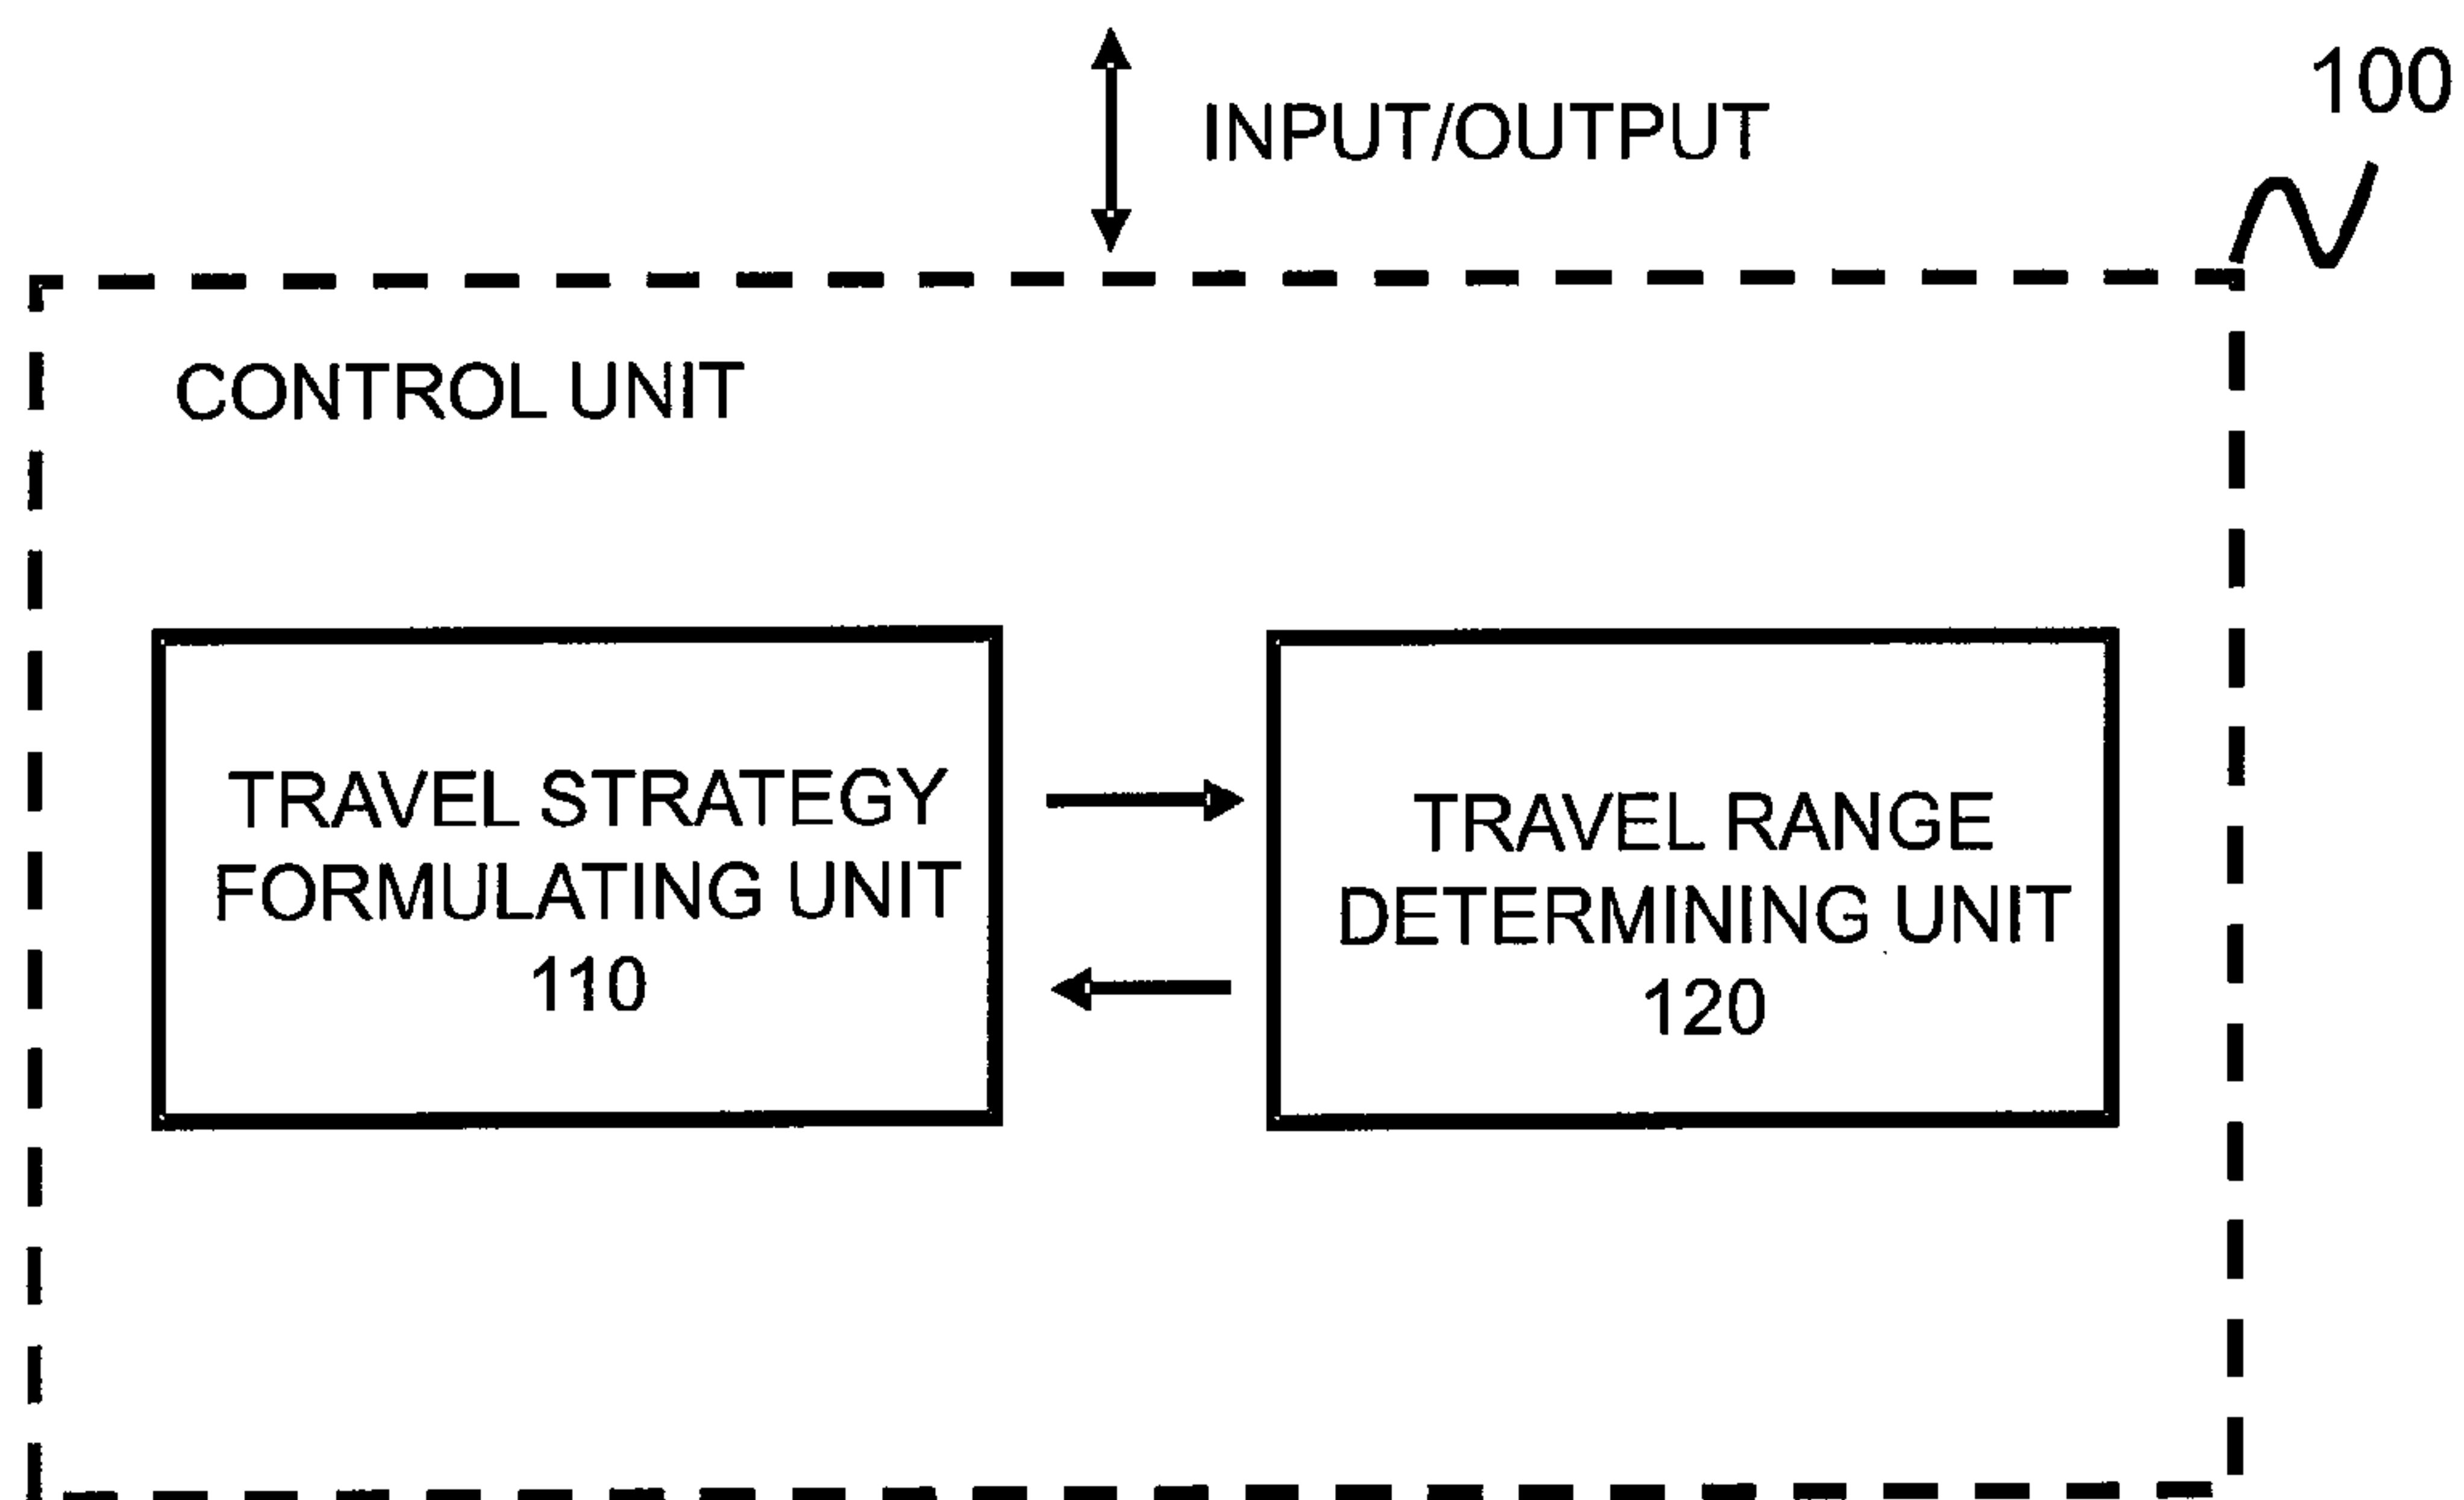 100
INPUT/OUTPUT
CONTROL UNIT
TRAVEL STRATEGY
FORMULATING UNIT
110
TRAVEL RANGE
DETERMINING UNIT
120